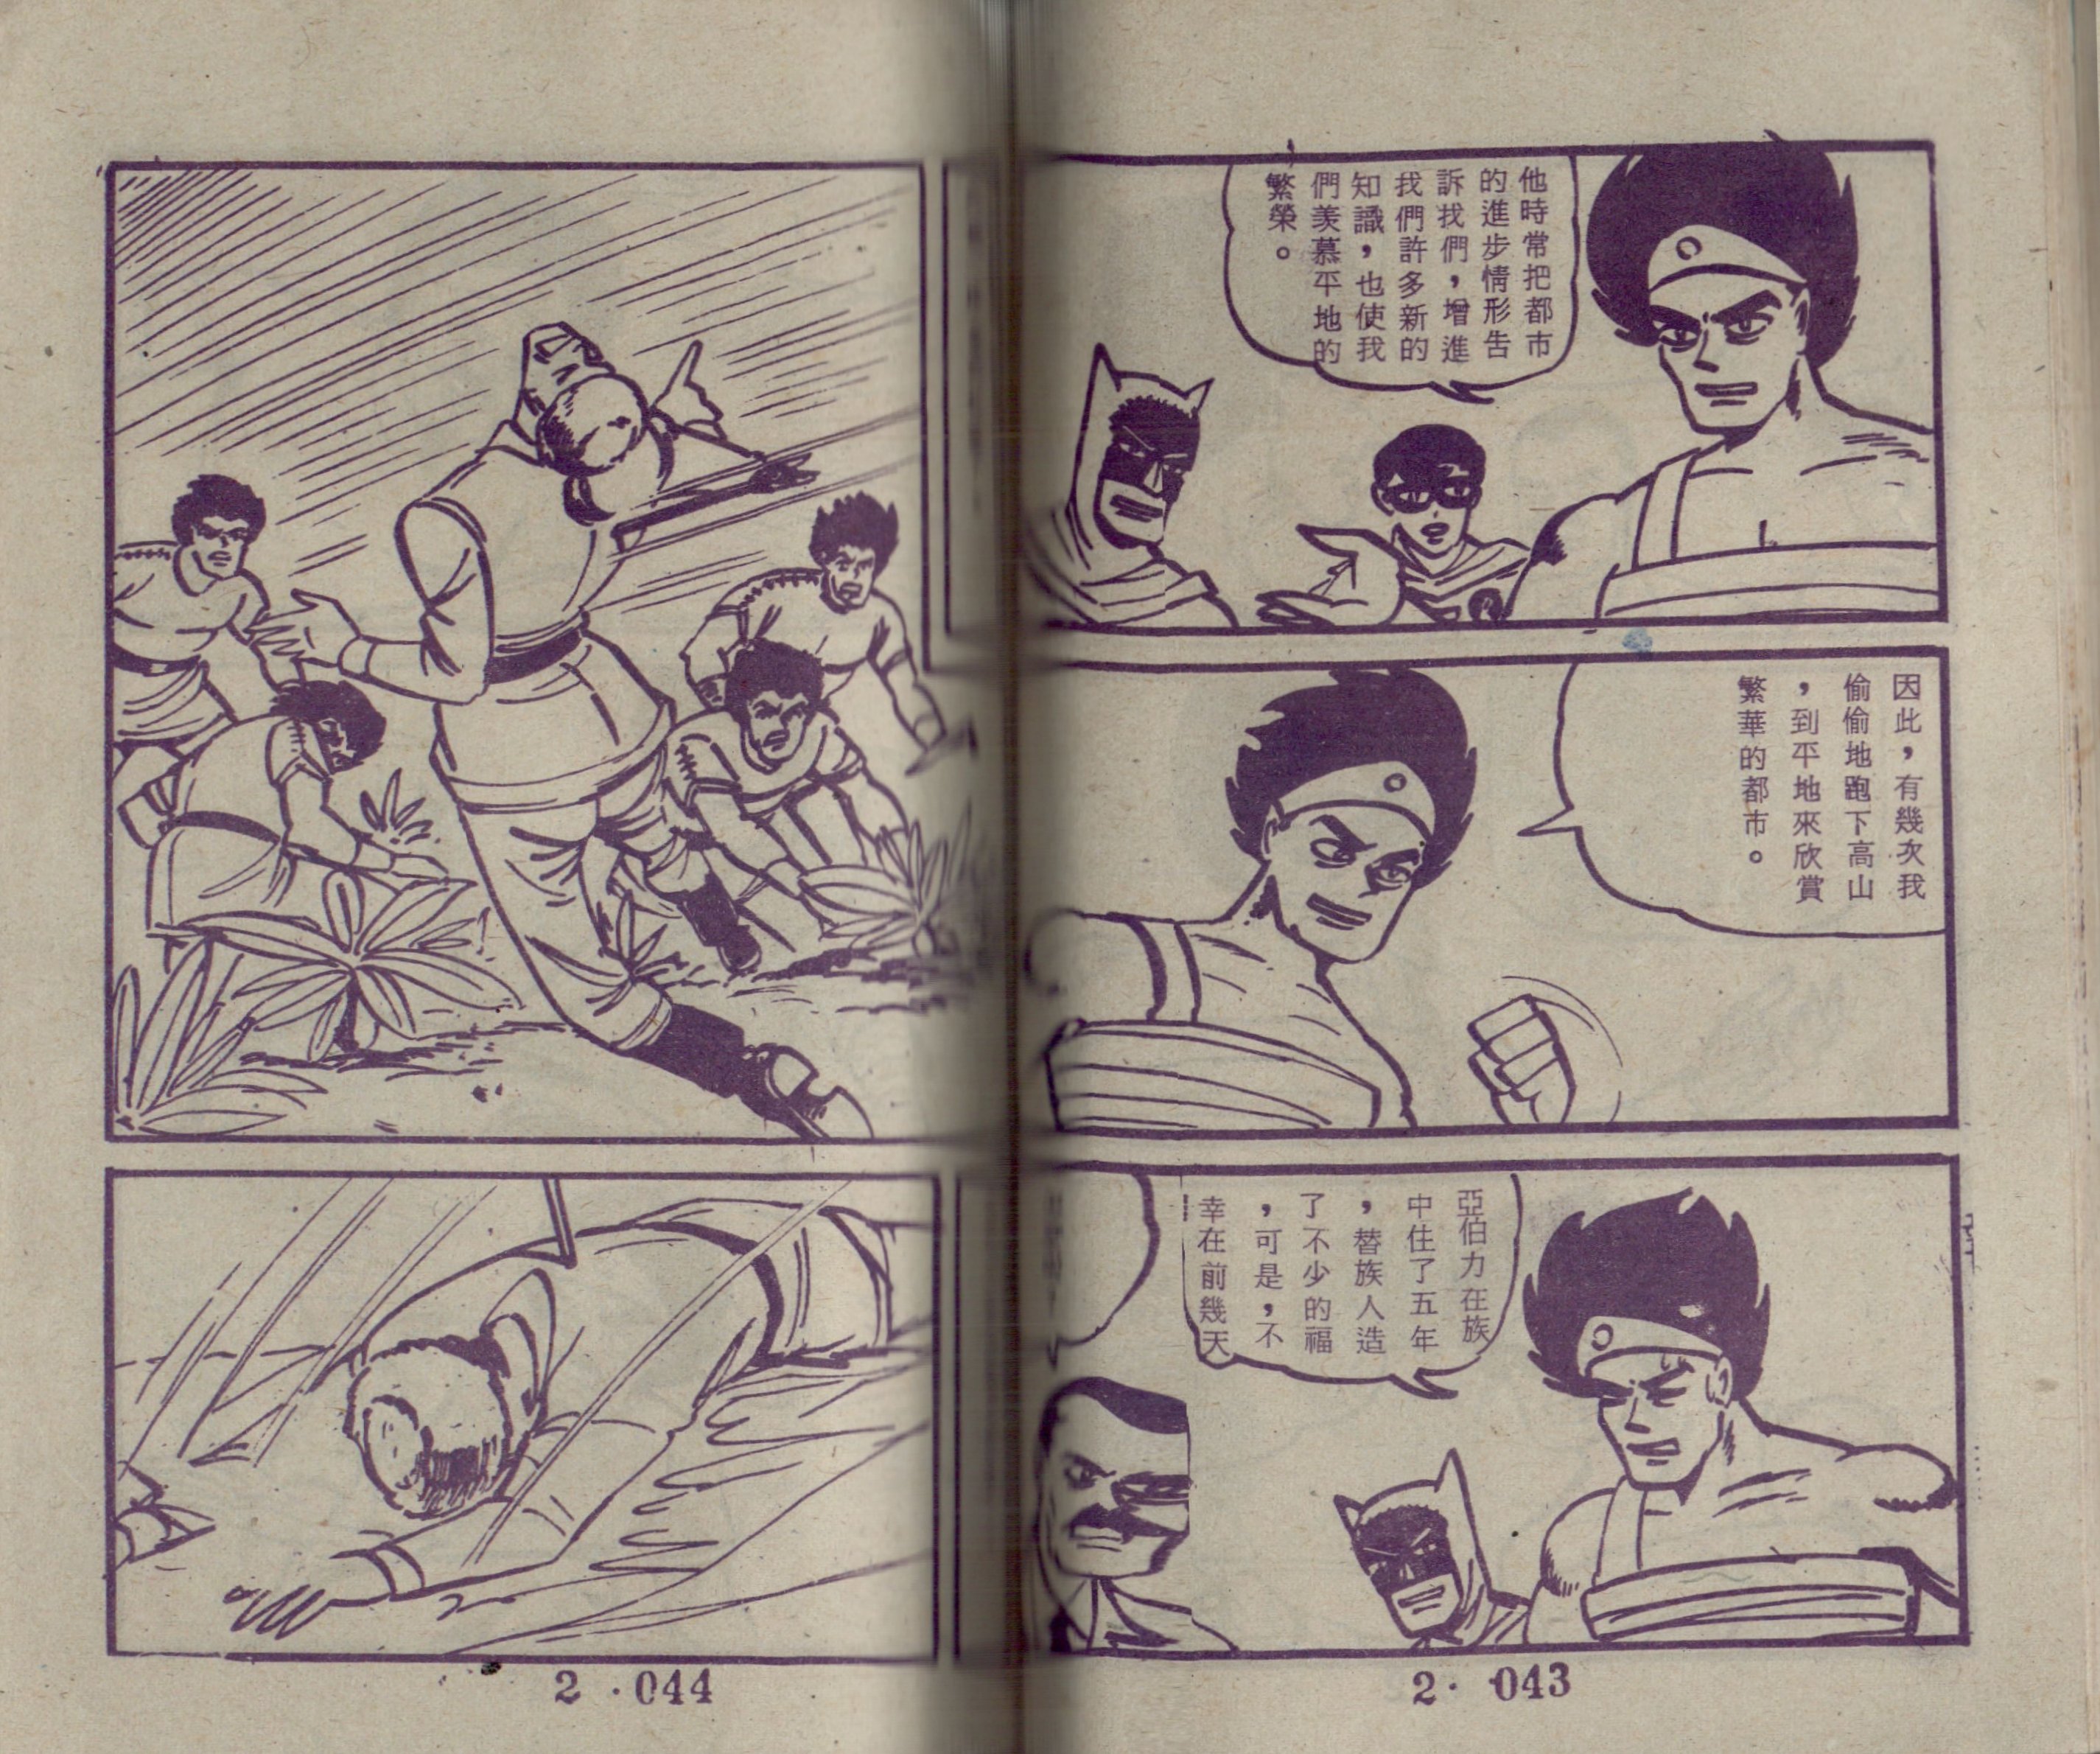 他時常把都市
的進步情形告
訴我們，增進
我們許多新的
知識，也使我
們羨慕平地的
繁榮。
因此，有幾次我
偷偷地跑下高山
，到平地來欣賞
繁華的都市。
亞伯力在族
中住了五年
，替族人造
了不少的福
，可是，不
幸在前幾天
2·043
2·044